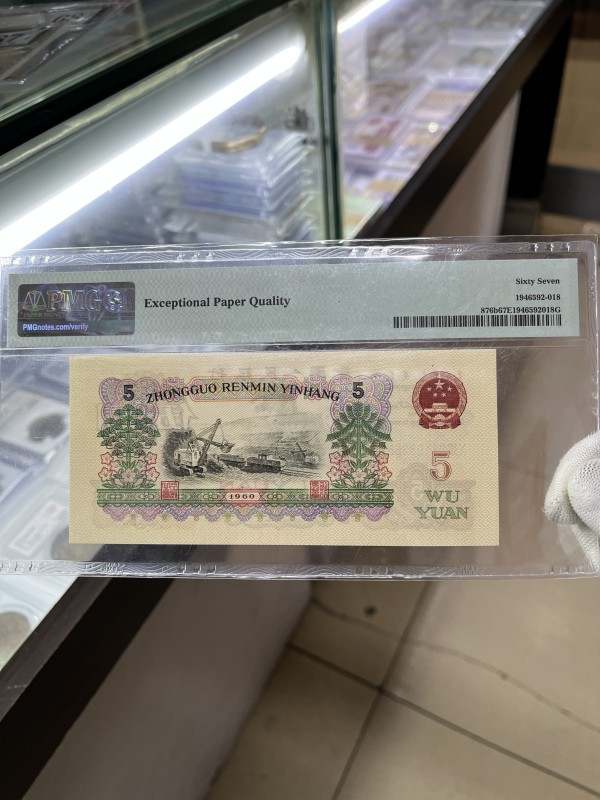 PMG
PMGnotes.com/verify
Exceptional Paper Quality
Sixty Seven
1946592-018
876b67E1946592018G
5 ZHONGGUO RENMIN YINHANG 5
5
WU
YUAN
1960